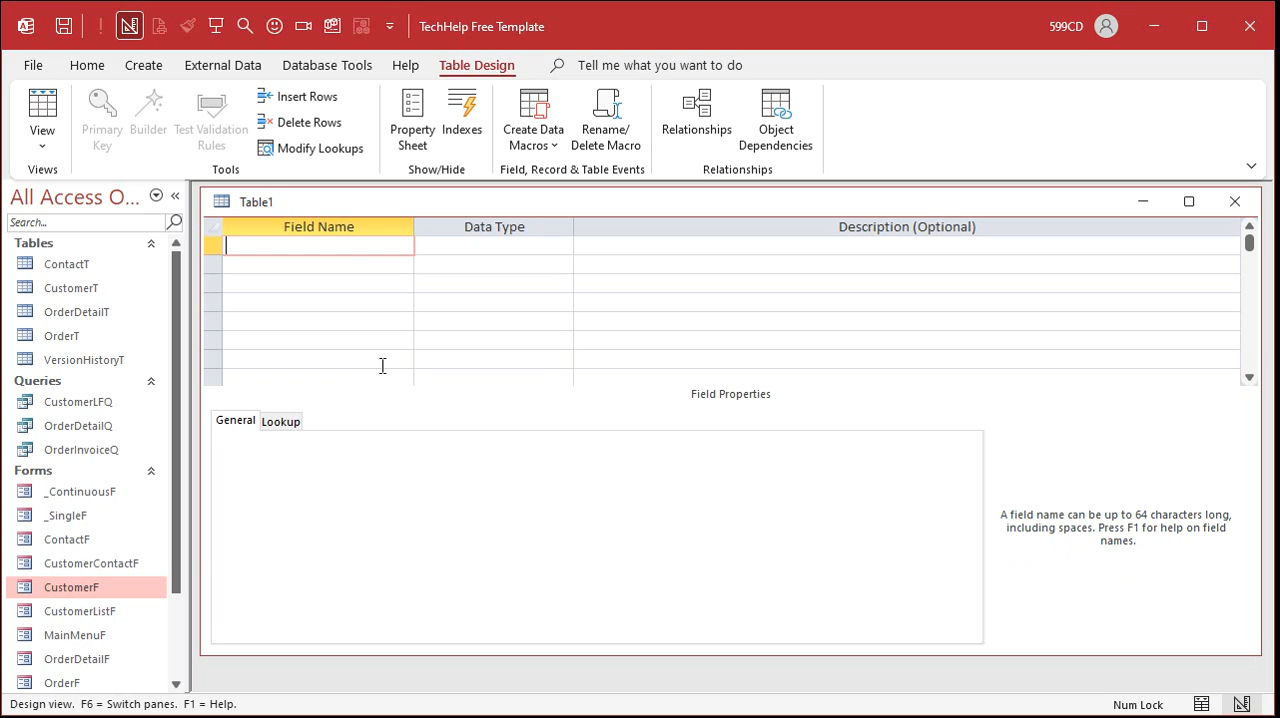 TechHelp Free Template
599CD
File Home Create External Data Database Tools Help Table Design Tell me what you want to do
View
Primary Key
Builder
Test Validation Rules
Insert Rows
Delete Rows
Modify Lookups
Property Sheet
Indexes
Create Data Macros
Rename/ Delete Macro
Relationships
Object Dependencies
Views
Tools
Show/Hide
Field, Record & Table Events
Relationships
All Access O...
Search...
Tables
ContactT
CustomerT
OrderDetailT
OrderT
VersionHistoryT
Queries
CustomerLFQ
OrderDetailQ
OrderInvoiceQ
Forms
_ContinuousF
_SingleF
ContactF
CustomerContactF
CustomerF
CustomerListF
MainMenuF
OrderDetailF
OrderF
Table1
Field Name Data Type Description (Optional)
Field Properties
General Lookup
A field name can be up to 64 characters long,
including spaces. Press F1 for help on field
names.
Design view. F6 = Switch panes. F1 = Help.
Num Lock